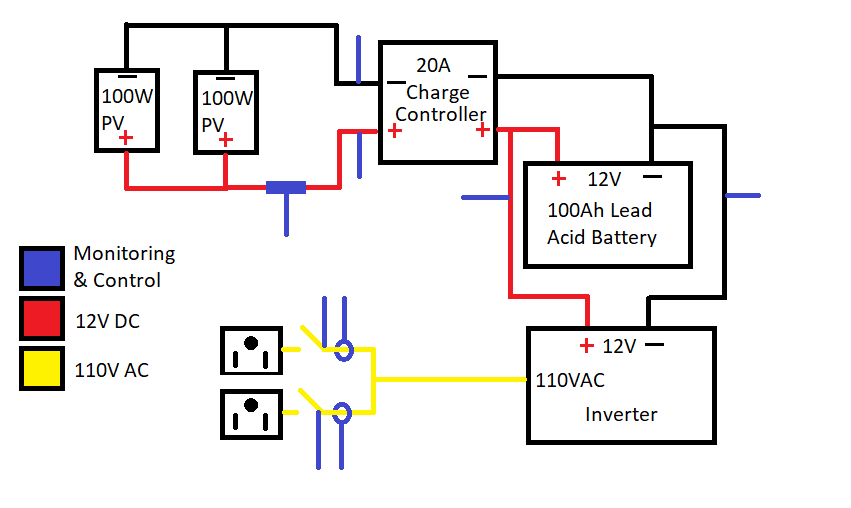 20A
Charge
Controller
100W
PV
100W
PV
12V
100Ah Lead
Acid Battery
Monitoring
& Control
12V DC
110V AC
12V
110VAC
Inverter